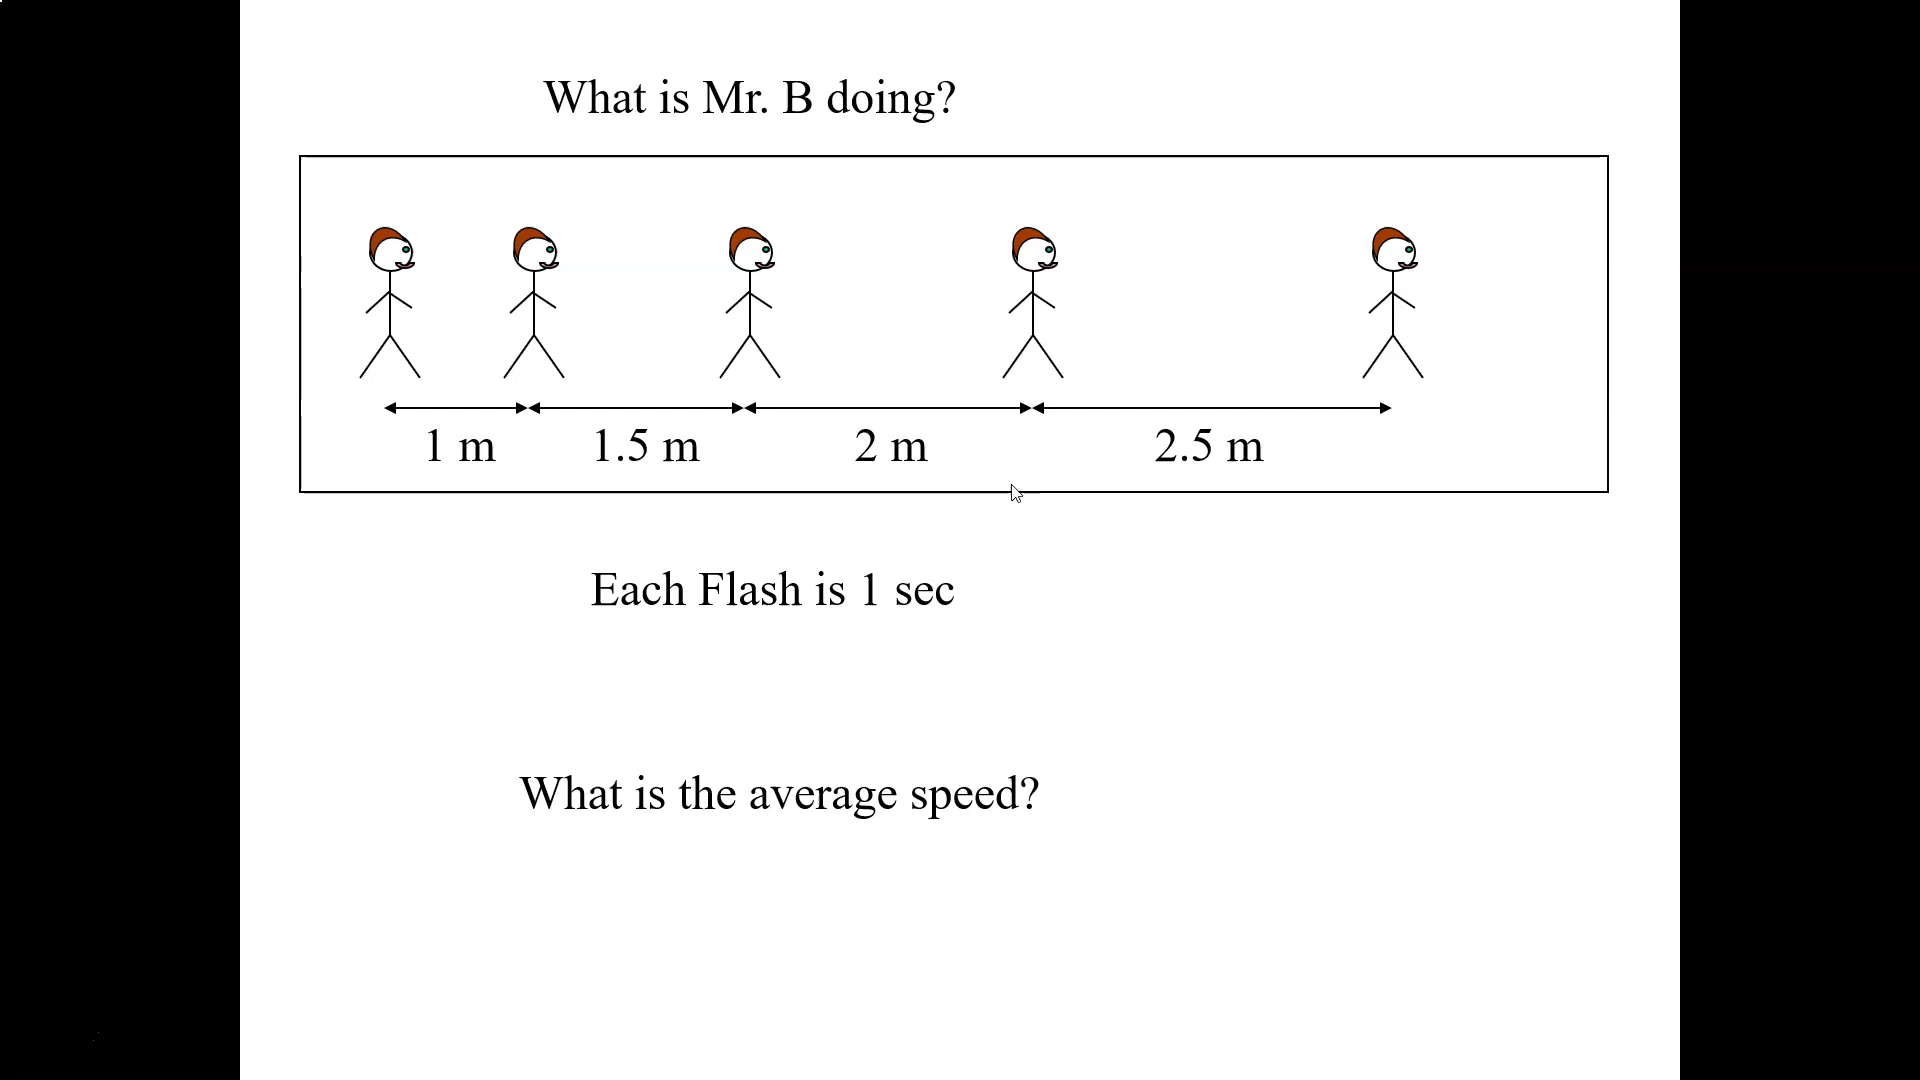 What is Mr. B doing?
1 m 1.5 m 2 m 2.5 m
Each Flash is 1 sec
What is the average speed?